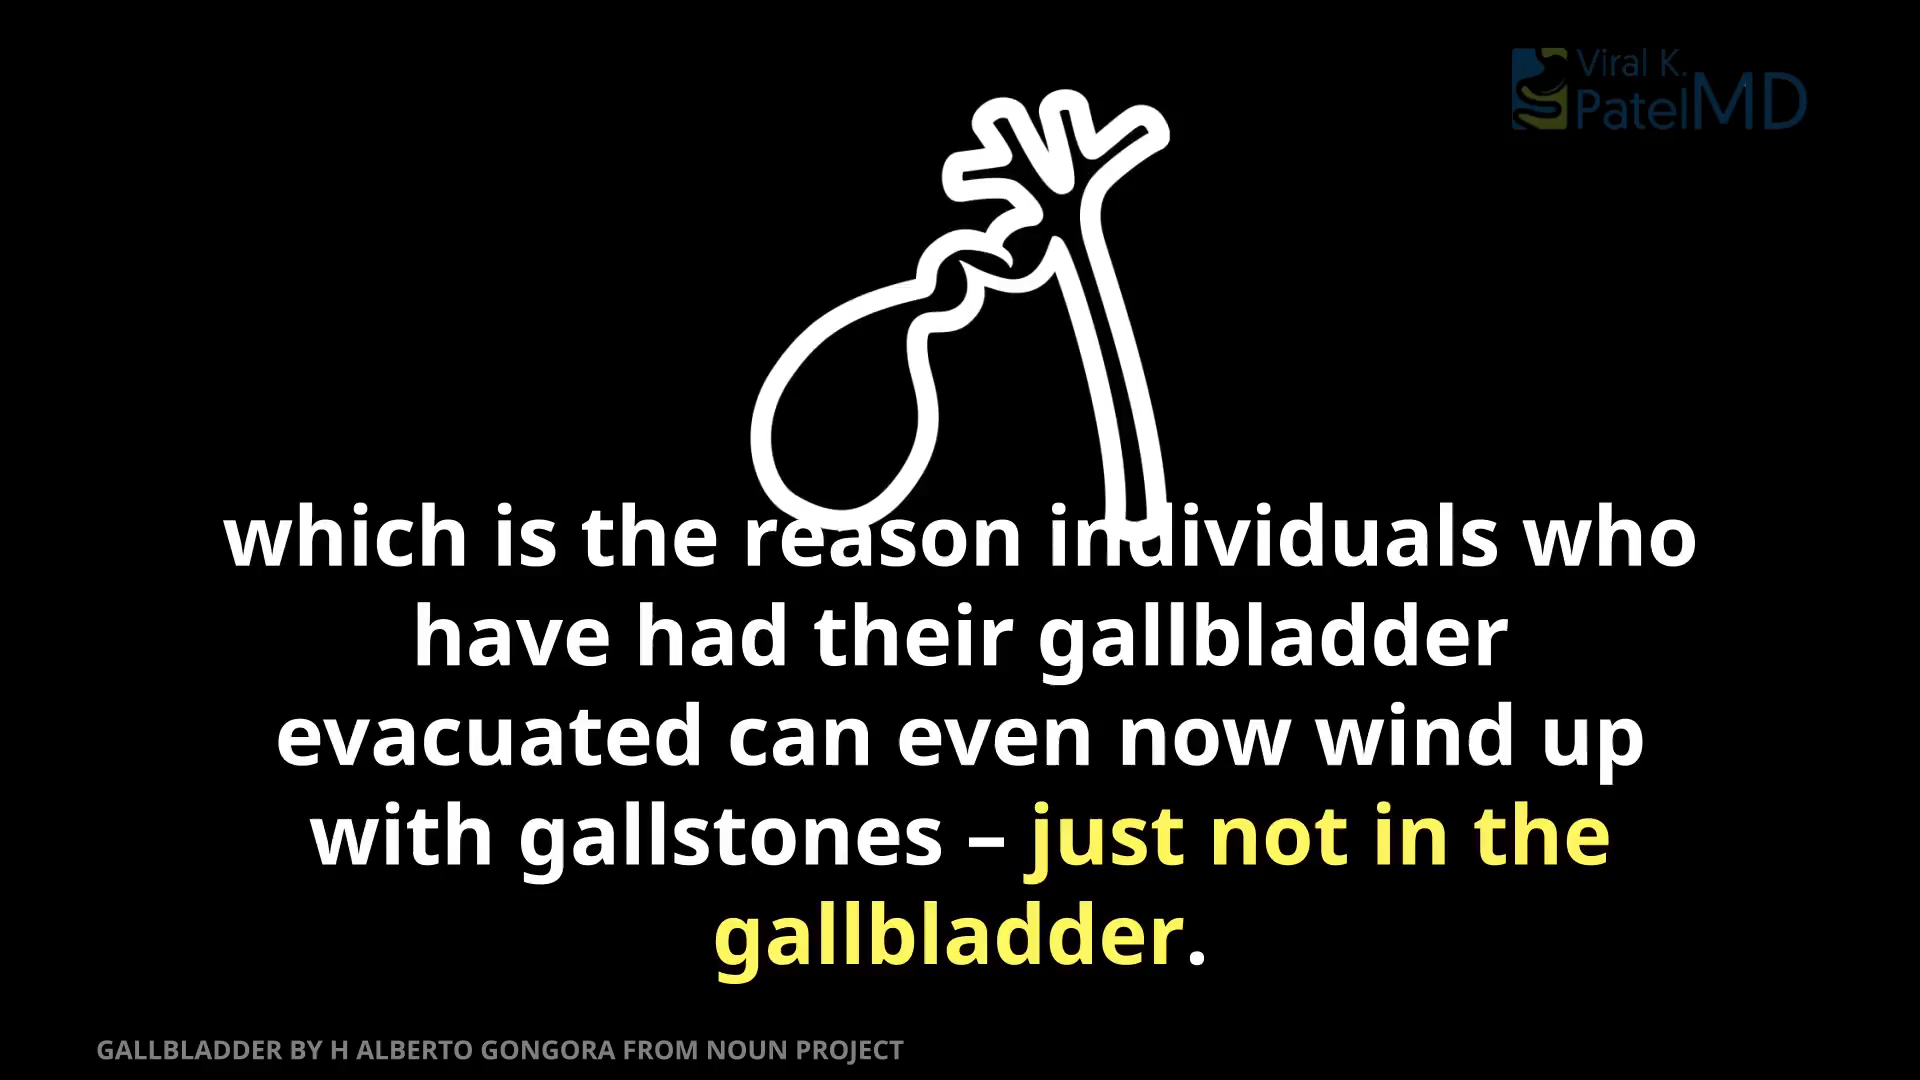 Viral K.
PatelMD
which is the reason individuals who
have had their gallbladder
evacuated can even now wind up
with gallstones – just not in the
gallbladder.
GALLBLADDER BY H ALBERTO GONGORA FROM NOUN PROJECT